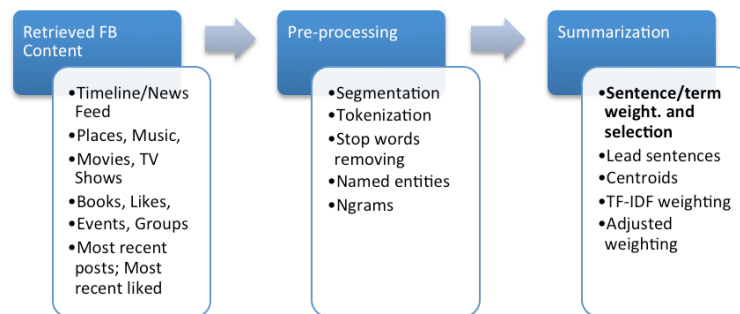 Retrieved FB
Content
•Timeline/News
Feed
•Places, Music,
•Movies, TV
Shows
•Books, Likes,
•Events, Groups
•Most recent
posts; Most
recent liked
Pre-processing
•Segmentation
•Tokenization
•Stop words
removing
•Named entities
•Ngrams
Summarization
•Sentence/term
weight. and
selection
•Lead sentences
•Centroids
•TF-IDF weighting
•Adjusted
weighting